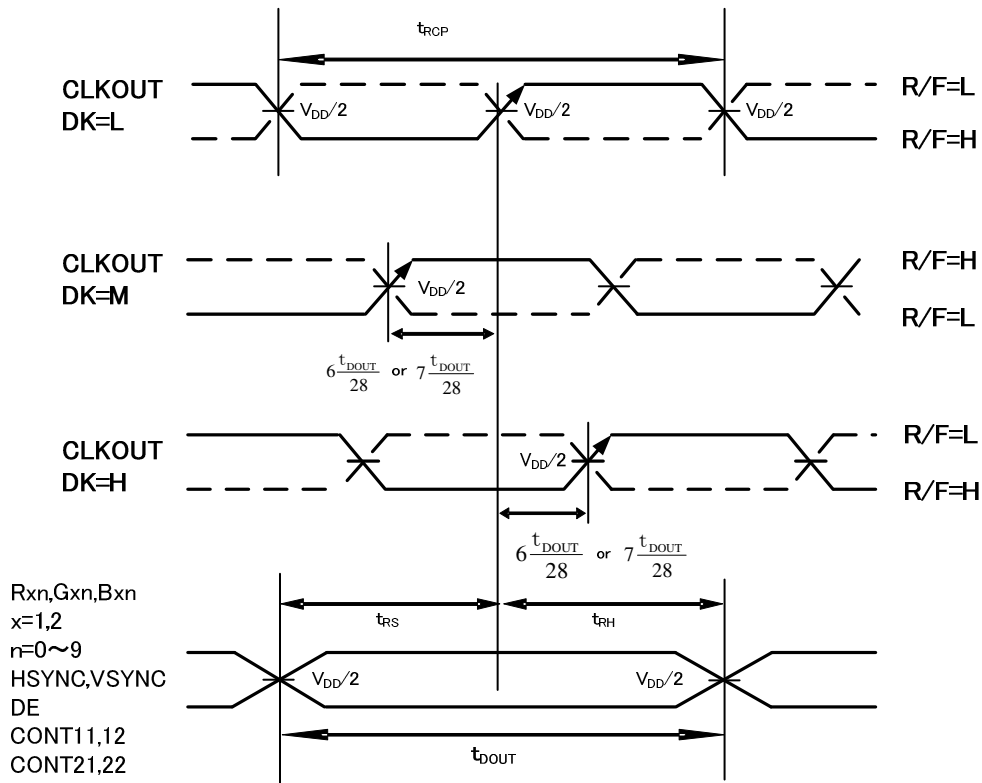 tRCP
CLKOUT
DK=L
VDD/2
VDD/2
VDD/2
R/F=L
R/F=H
CLKOUT
DK=M
VDD/2
R/F=H
R/F=L
6 tDOUT/28 or 7 tDOUT/28
CLKOUT
DK=H
VDD/2
R/F=L
R/F=H
6 tDOUT/28 or 7 tDOUT/28
Rxn,Gxn,Bxn
x=1,2
n=0～9
HSYNC,VSYNC
DE
CONT11,12
CONT21,22
tRS
tRH
VDD/2
VDD/2
tDOUT